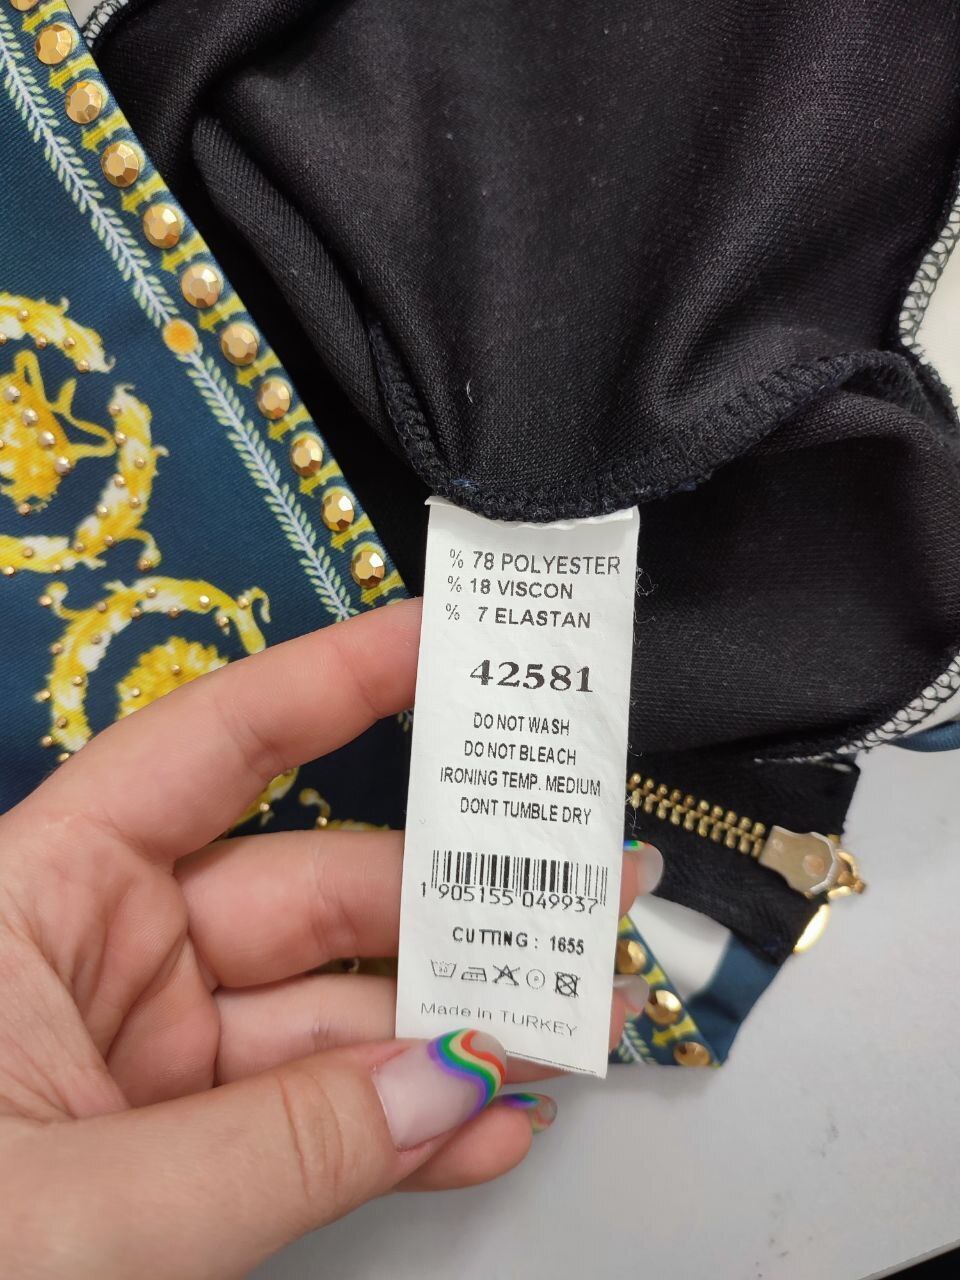 % 78 POLYESTER
% 18 VISCON
% 7 ELASTAN
42581
DO NOT WASH
DO NOT BLEACH
IRONING TEMP. MEDIUM
DONT TUMBLE DRY
1 905155 049937
CUTTING : 1655
Made in TURKEY